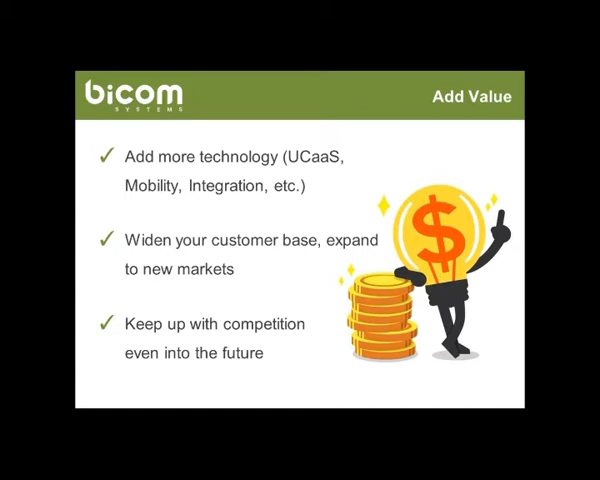 bicom
SYSTEMS
Add Value
✓ Add more technology (UCaaS,
Mobility, Integration, etc.)
✓ Widen your customer base, expand
to new markets
✓ Keep up with competition
even into the future
$